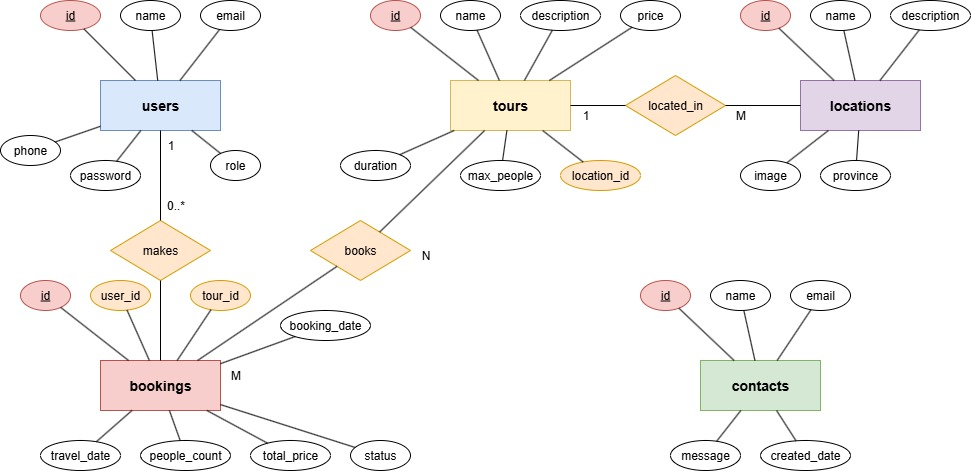 id
name
email
id
name
description
price
id
name
description
users
tours
located_in
locations
1
M
phone
password
1
role
duration
max_people
location_id
image
province
0..*
makes
books
N
id
user_id
tour_id
booking_date
id
name
email
bookings
M
contacts
travel_date
people_count
total_price
status
message
created_date